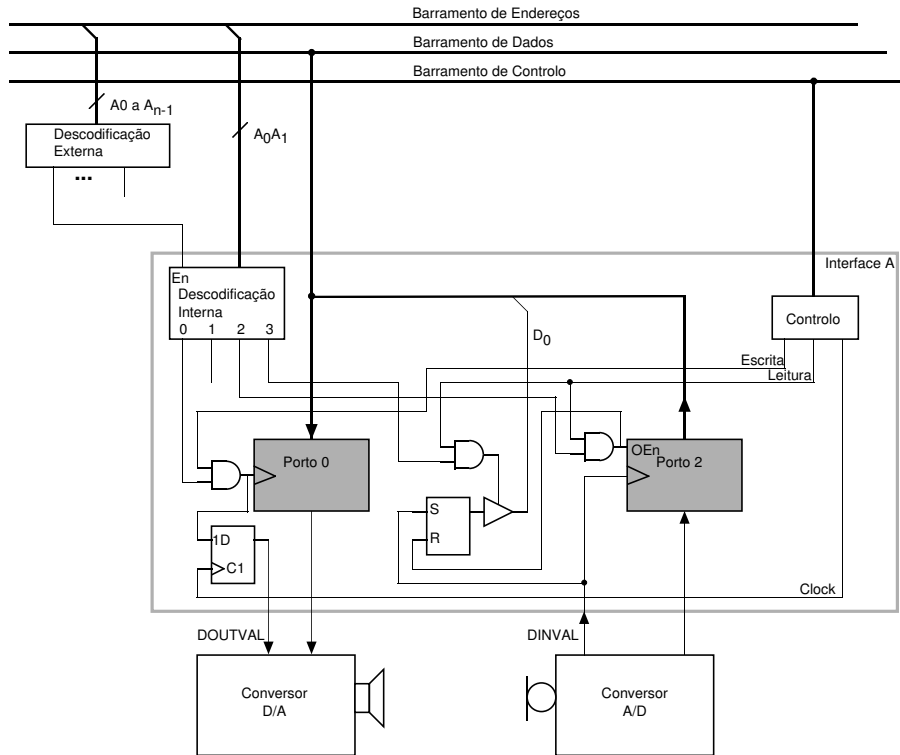 Barramento de Endereços
Barramento de Dados
Barramento de Controlo
A0 a An-1
A0A1
Descodificação
Externa
...
Interface A
En
Descodificação
Interna
0 1 2 3
Controlo
D0
Escrita
Leitura
Porto 0
OEn
Porto 2
S
R
1D
C1
Clock
DOUTVAL
DINVAL
Conversor
D/A
Conversor
A/D